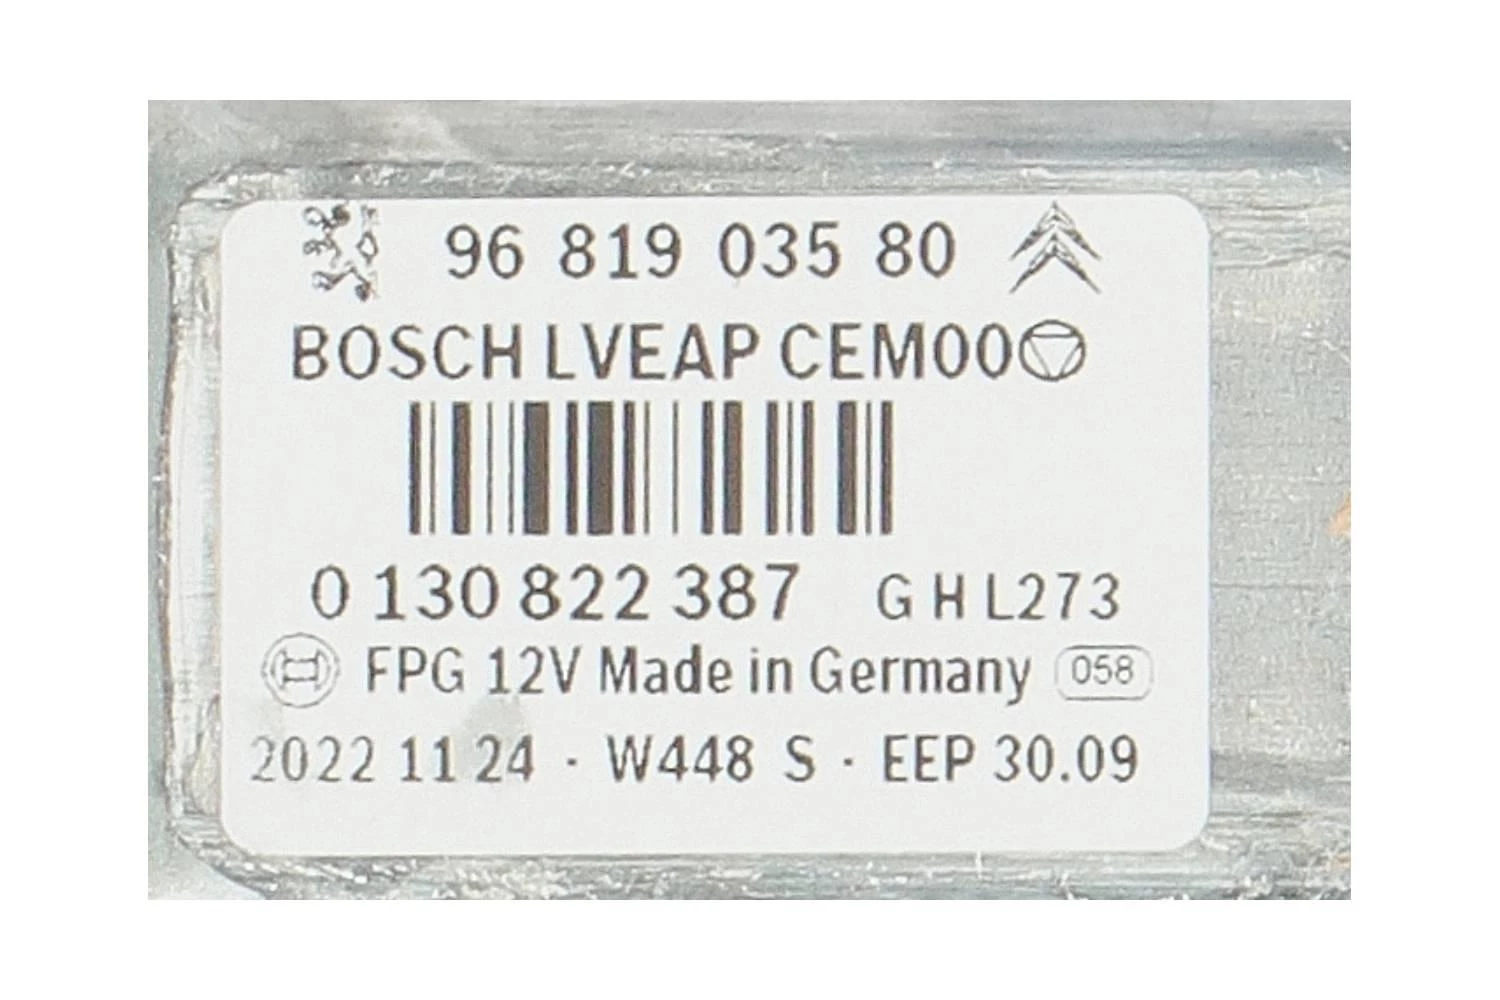 96 819 035 80
BOSCH LVEAP CEM00
0 130 822 387 G H L273
FPG 12V Made in Germany 058
2022 11 24 · W448 S · EEP 30.09